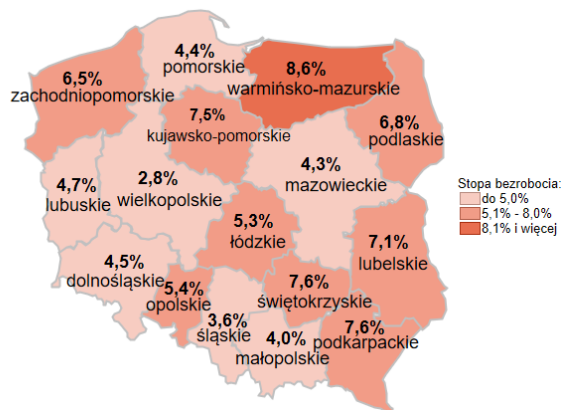 4,4%
pomorskie
8,6%
warmińsko-mazurskie
6,5%
zachodniopomorskie
7,5%
kujawsko-pomorskie
6,8%
podlaskie
4,7%
lubuskie
2,8%
wielkopolskie
4,3%
mazowieckie
Stopa bezrobocia:
do 5,0%
5,1% - 8,0%
8,1% i więcej
5,3%
łódzkie
7,1%
lubelskie
4,5%
dolnośląskie
5,4%
opolskie
7,6%
świętokrzyskie
3,6%
śląskie
4,0%
małopolskie
7,6%
podkarpackie